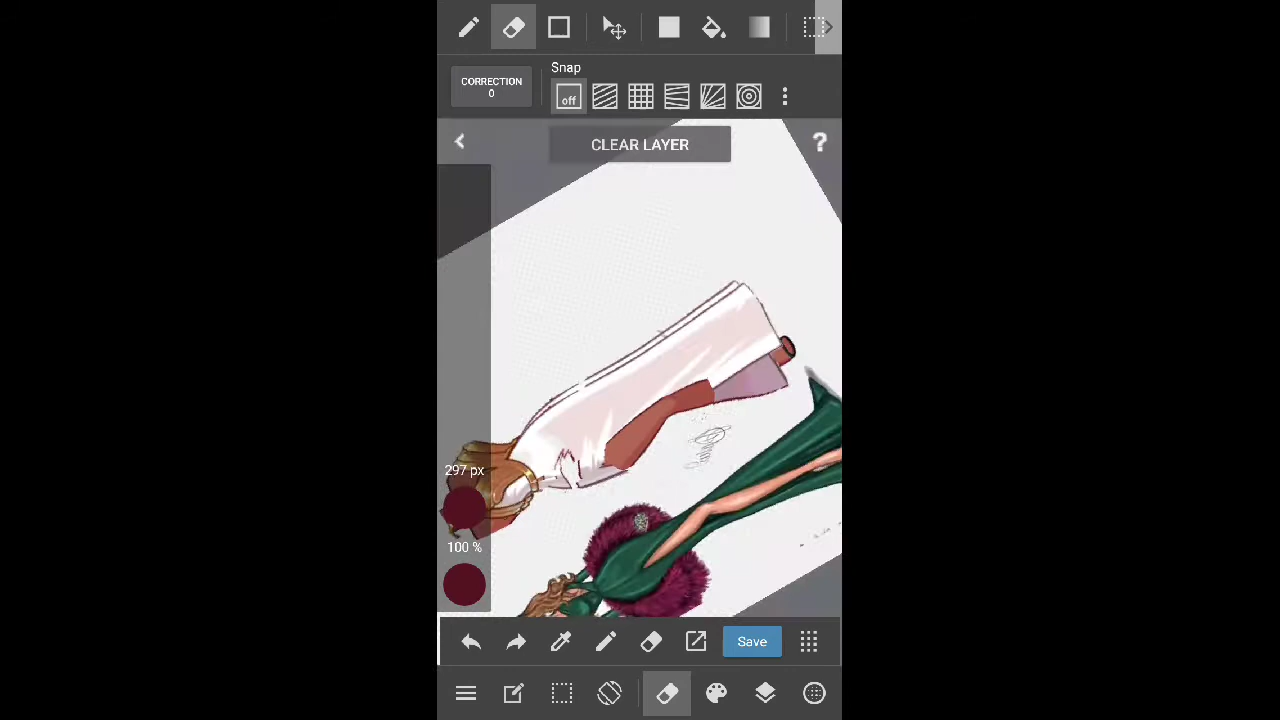 CORRECTION
0
Snap
off
CLEAR LAYER
?
297 px
100 %
Save